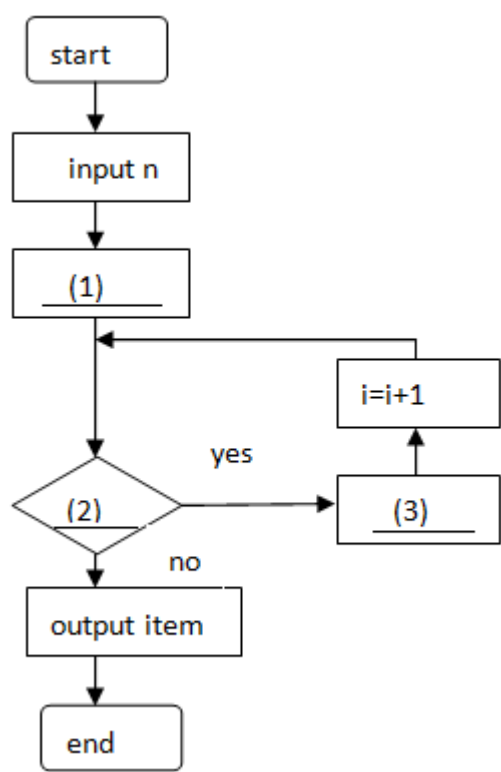 start
input n
(1)
i=i+1
yes
(2)
(3)
no
output item
end